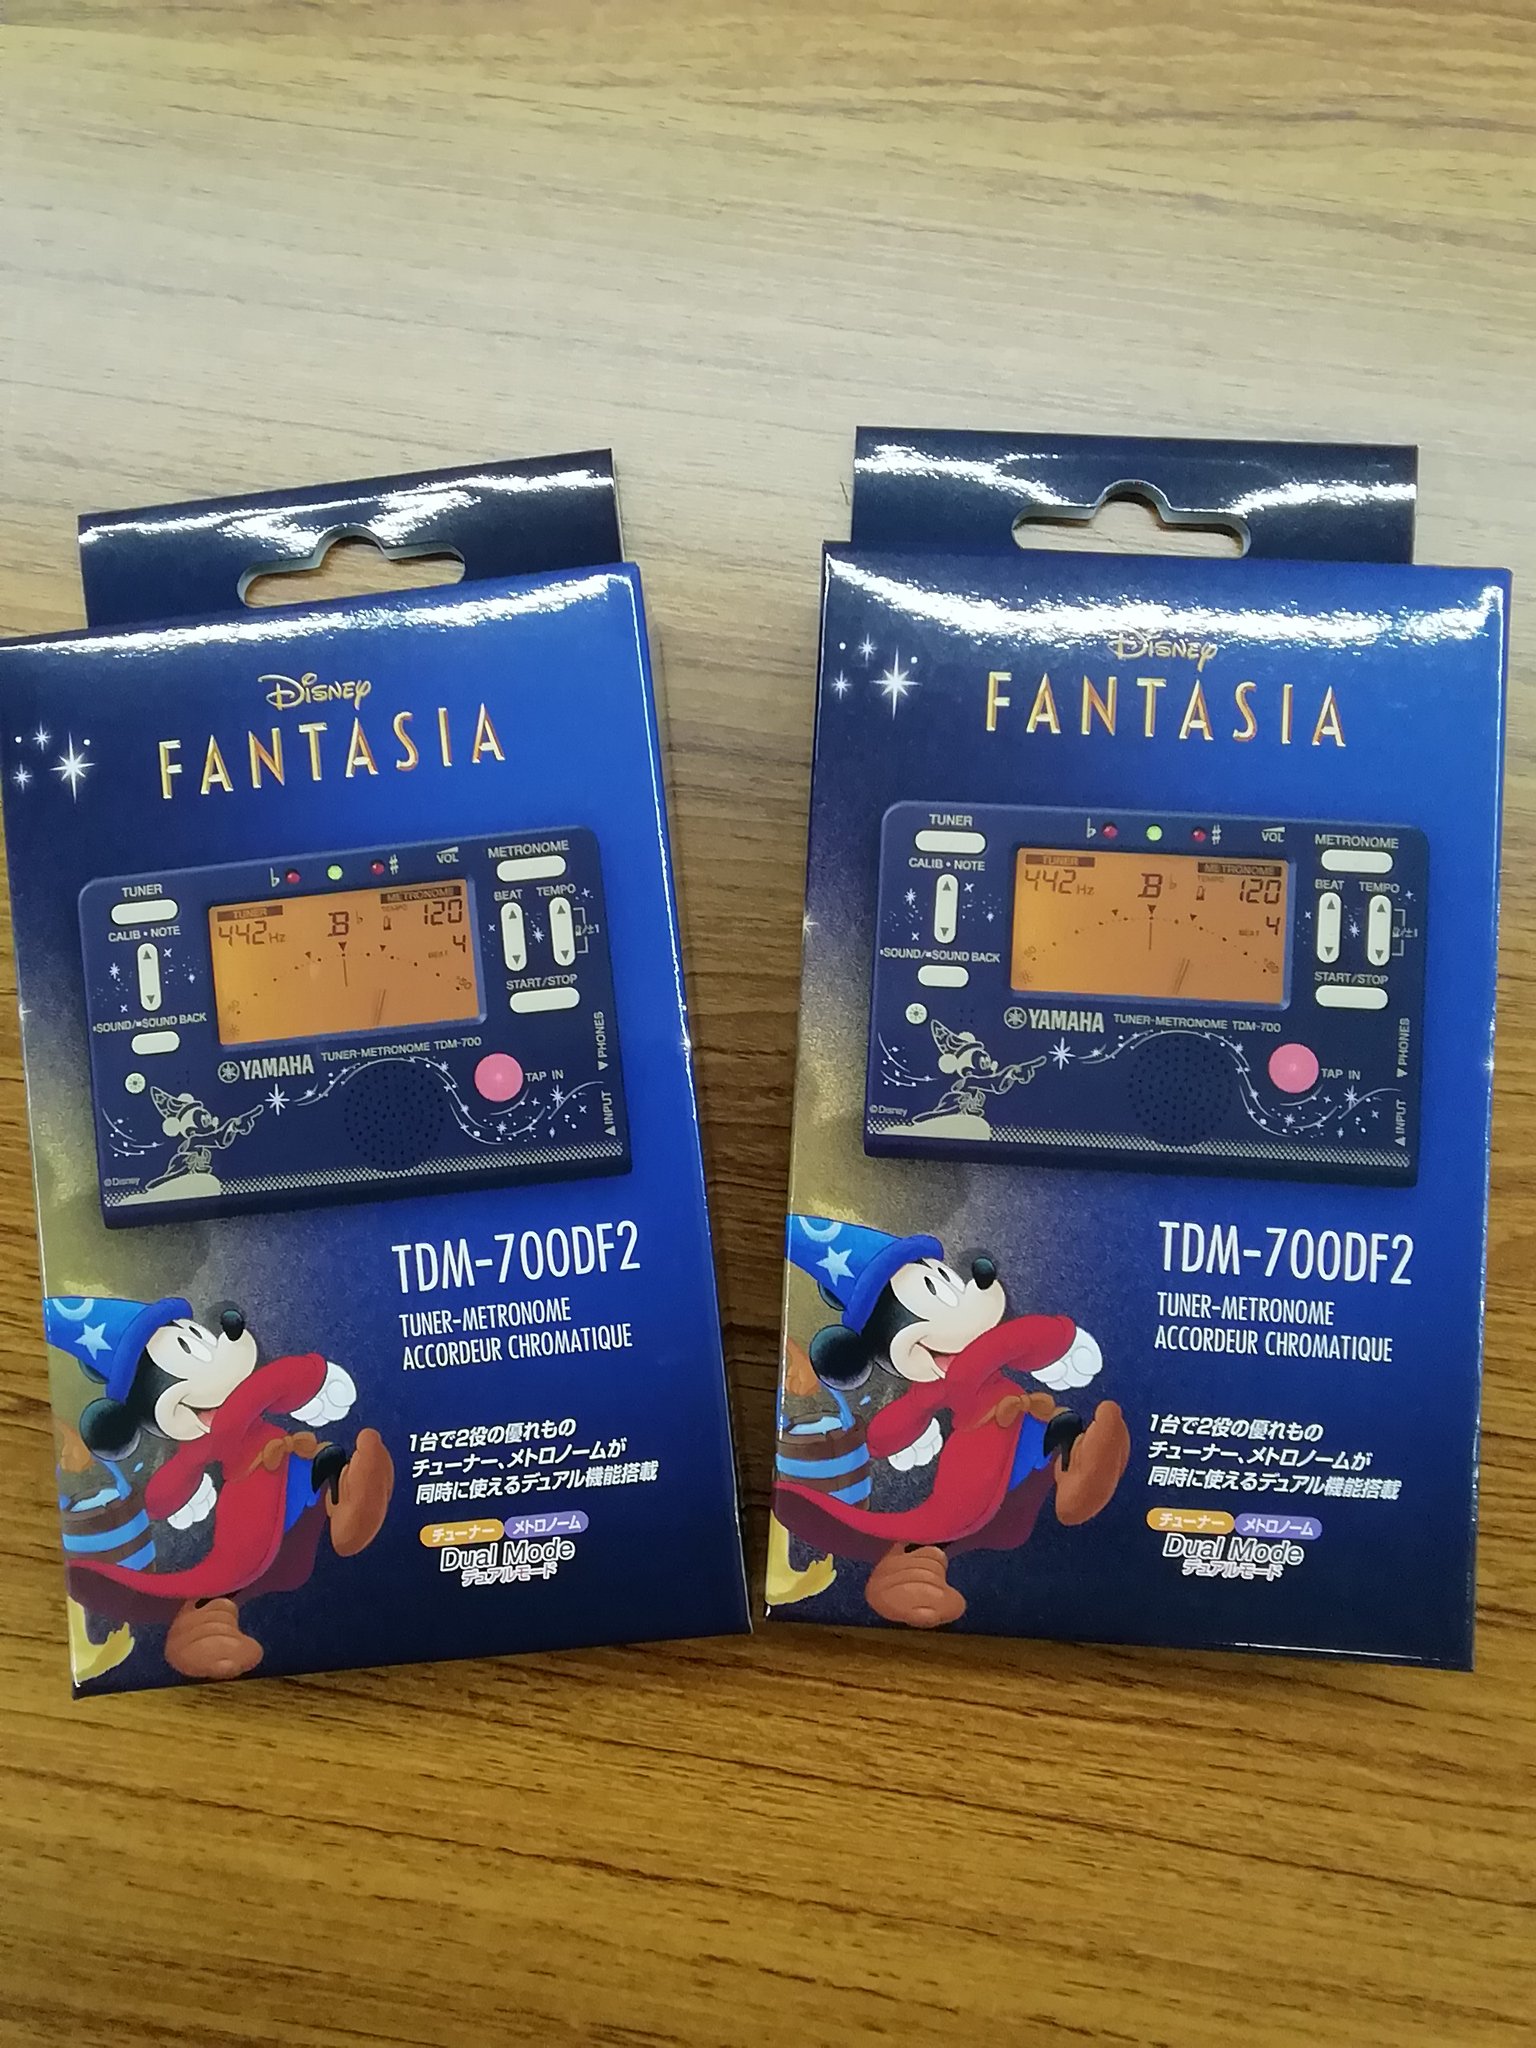 Disney
FANTASIA
TUNER
METRONOME
VOL
CALIB・NOTE
BEAT TEMPO
TUNER
METRONOME
442Hz
B♭
TEMPO
120
4
BEAT
SOUND/SOUND BACK
START/STOP
YAMAHA
TUNER-METRONOME TDM-700
TAP IN
▼PHONES
▲INPUT
©Disney
TDM-700DF2
TUNER-METRONOME
ACCORDEUR CHROMATIQUE
1台で2役の優れもの
チューナー、メトロノームが
同時に使えるデュアル機能搭載
チューナー メトロノーム
Dual Mode
デュアルモード
Disney
FANTASIA
TUNER
METRONOME
VOL
CALIB・NOTE
BEAT TEMPO
TUNER
METRONOME
442Hz
B♭
TEMPO
120
4
BEAT
SOUND/SOUND BACK
START/STOP
YAMAHA
TUNER-METRONOME TDM-700
TAP IN
▼PHONES
▲INPUT
©Disney
TDM-700DF2
TUNER-METRONOME
ACCORDEUR CHROMATIQUE
1台で2役の優れもの
チューナー、メトロノームが
同時に使えるデュアル機能搭載
チューナー メトロノーム
Dual Mode
デュアルモード